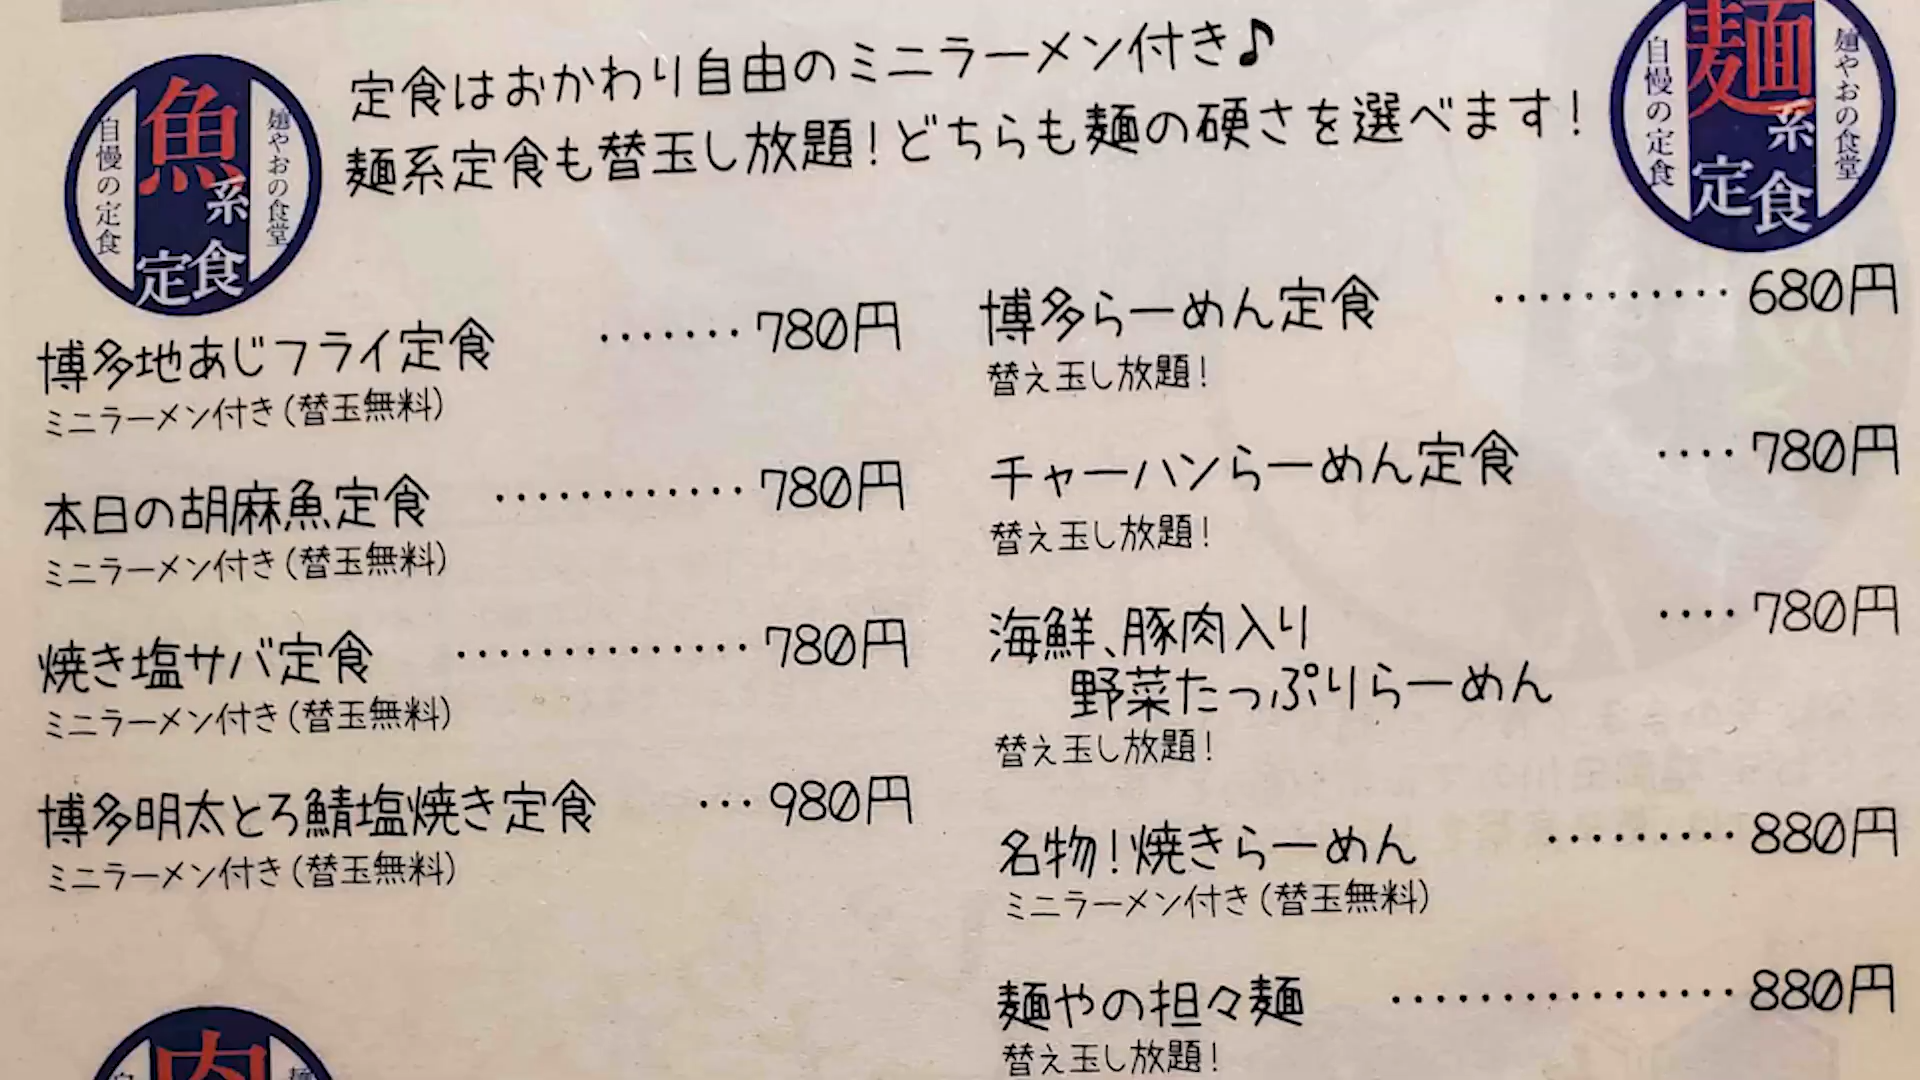 定食はおかわり自由のミニラーメン付き♪
麺系定食も替玉し放題！どちらも麺の硬さを選べます！
麺やおの食堂
魚系定食
自慢の定食
博多地あじフライ定食 ・・・・・・・780円
ミニラーメン付き（替玉無料）
本日の胡麻魚定食 ・・・・・・・・・・・・780円
ミニラーメン付き（替玉無料）
焼き塩サバ定食 ・・・・・・・・・・・・・・780円
ミニラーメン付き（替玉無料）
博多明太とろ鯖塩焼き定食 ・・・980円
ミニラーメン付き（替玉無料）
麺やおの食堂
麺系定食
自慢の定食
博多らーめん定食 ・・・・・・・・・・・680円
替え玉し放題！
チャーハンらーめん定食 ・・・・780円
替え玉し放題！
海鮮、豚肉入り ・・・・780円
野菜たっぷりらーめん
替え玉し放題！
名物！焼きらーめん ・・・・・・・・・880円
ミニラーメン付き（替玉無料）
麺やの担々麺 ・・・・・・・・・・・・・・・・880円
替え玉し放題！
肉